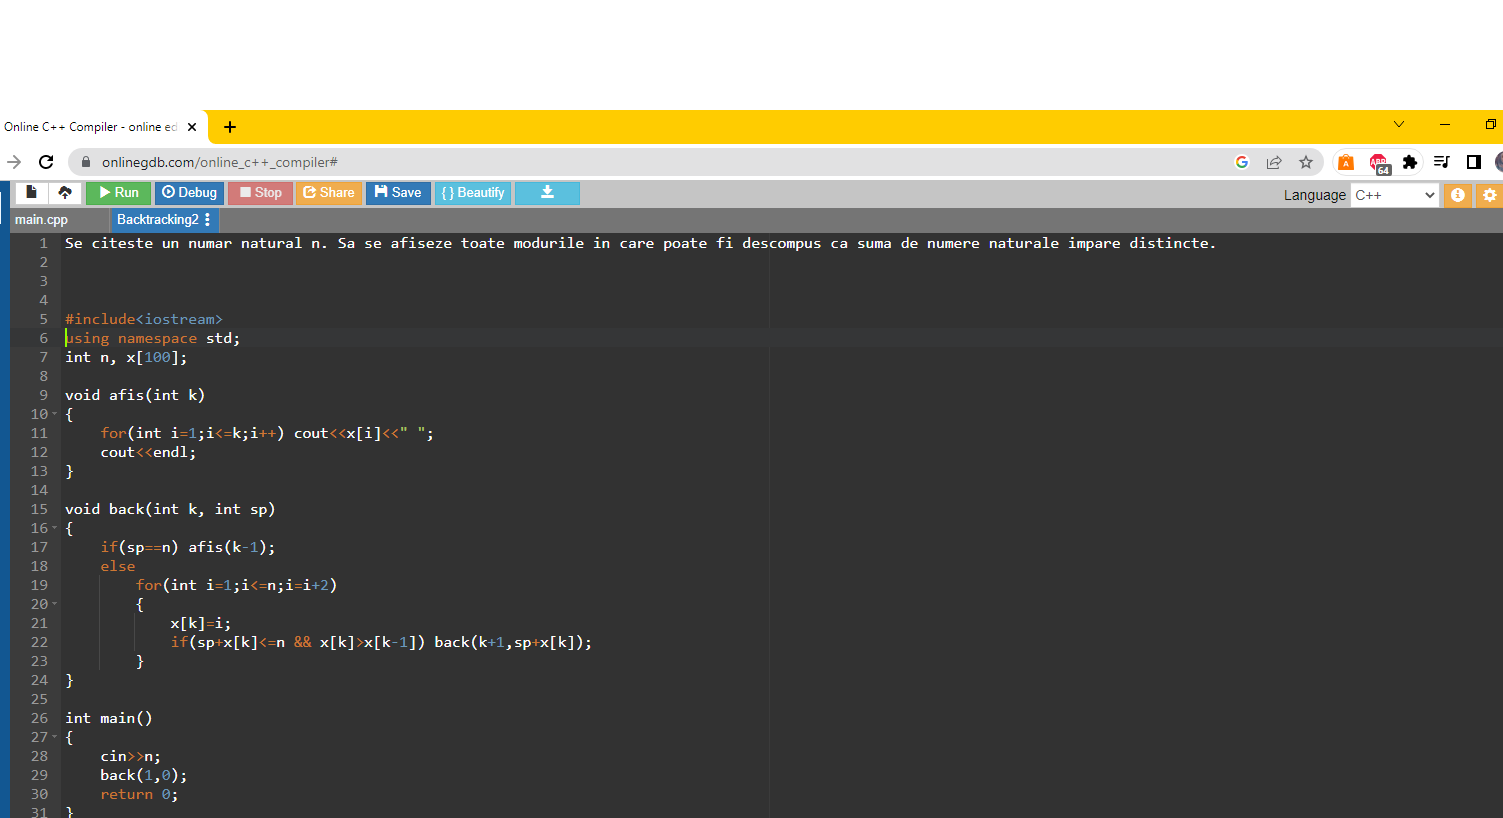 Online C++ Compiler - online ed
onlinegdb.com/online_c++_compiler#
ABP
64
Run Debug Stop Share Save { } Beautify Language C++
main.cpp Backtracking2
1 Se citeste un numar natural n. Sa se afiseze toate modurile in care poate fi descompus ca suma de numere naturale impare distincte.
2
3
4
5 #include<iostream>
6 using namespace std;
7 int n, x[100];
8
9 void afis(int k)
10 {
11 for(int i=1;i<=k;i++) cout<<x[i]<<" ";
12 cout<<endl;
13 }
14
15 void back(int k, int sp)
16 {
17 if(sp==n) afis(k-1);
18 else
19 for(int i=1;i<=n;i=i+2)
20 {
21 x[k]=i;
22 if(sp+x[k]<=n && x[k]>x[k-1]) back(k+1,sp+x[k]);
23 }
24 }
25
26 int main()
27 {
28 cin>>n;
29 back(1,0);
30 return 0;
31 }